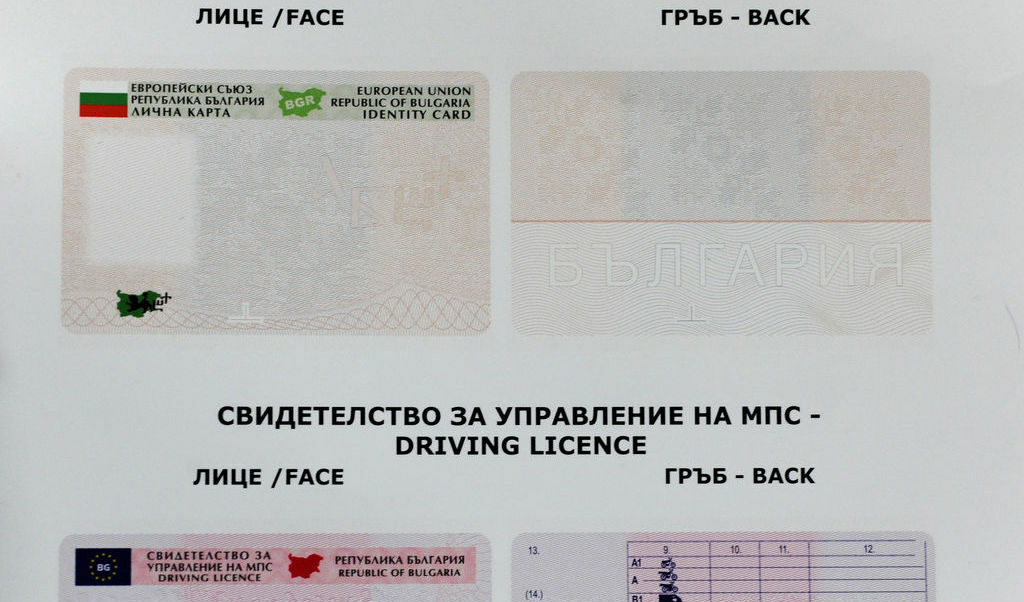 ЛИЦЕ /FACE
ГРЪБ - BACK
ЕВРОПЕЙСКИ СЪЮЗ
РЕПУБЛИКА БЪЛГАРИЯ
ЛИЧНА КАРТА
BGR
EUROPEAN UNION
REPUBLIC OF BULGARIA
IDENTITY CARD
БЪЛГАРИЯ
СВИДЕТЕЛСТВО ЗА УПРАВЛЕНИЕ НА МПС -
DRIVING LICENCE
ЛИЦЕ /FACE
ГРЪБ - BACK
BG
СВИДЕТЕЛСТВО ЗА
УПРАВЛЕНИЕ НА МПС
DRIVING LICENCE
РЕПУБЛИКА БЪЛГАРИЯ
REPUBLIC OF BULGARIA
13. 9. 10. 11. 12.
A1
A
(14.) B1